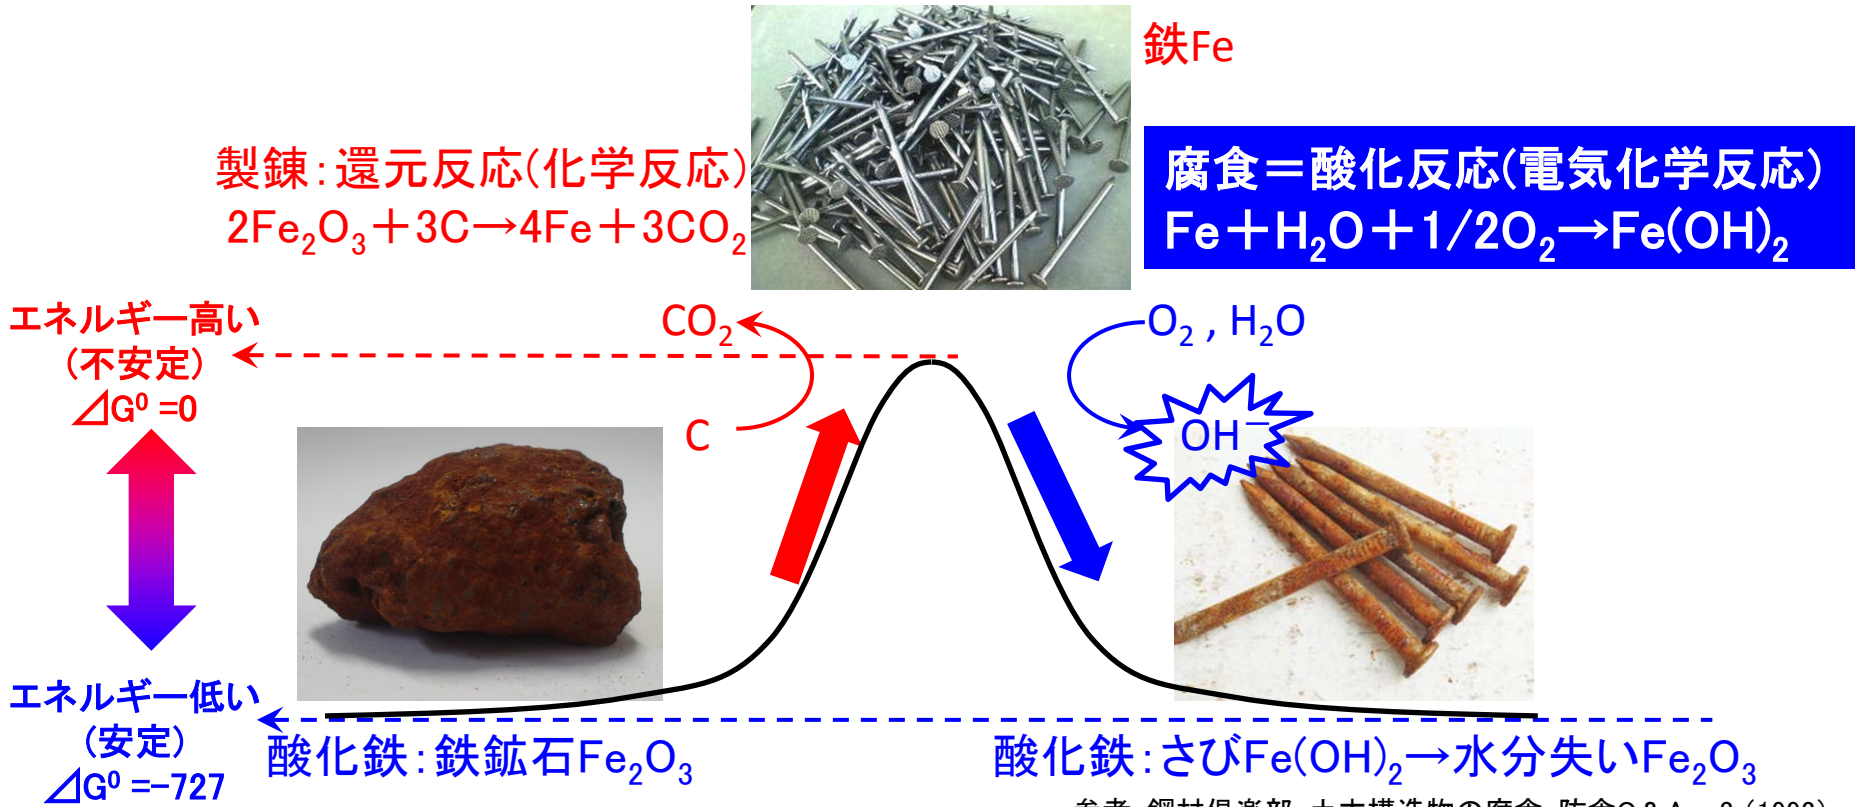 鉄Fe
製錬：還元反応(化学反応)
2Fe₂O₃＋3C→4Fe＋3CO₂
腐食＝酸化反応(電気化学反応)
Fe＋H₂O＋1/2O₂→Fe(OH)₂
エネルギー高い
(不安定)
⊿G⁰ =0
CO₂
C
O₂ , H₂O
OH⁻
エネルギー低い
(安定)
⊿G⁰ =-727
酸化鉄：鉄鉱石Fe₂O₃
酸化鉄：さびFe(OH)₂→水分失いFe₂O₃